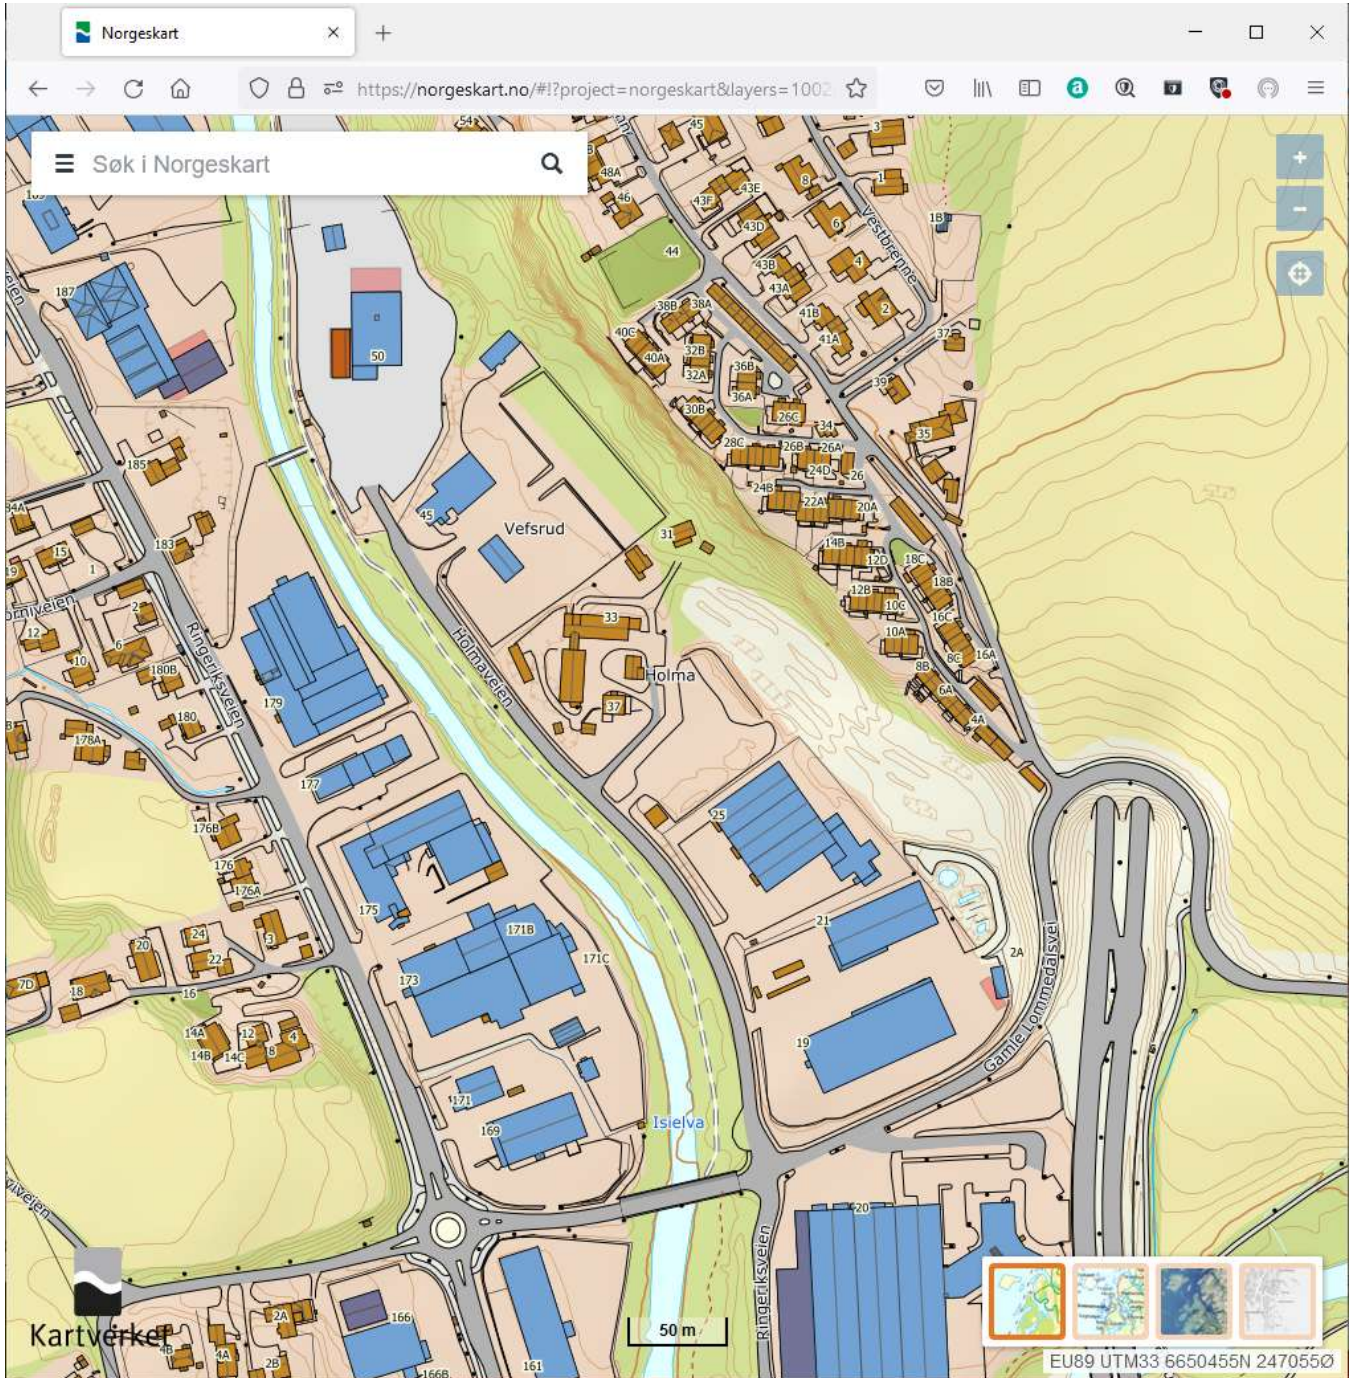 Norgeskart
https://norgeskart.no/#!?project=norgeskart&layers=1002
Søk i Norgeskart
54
45
3
48A
46
43E
43F
8
1
43D
6
1B
44
Vestbrenne
43B
4
43A
187
38B
38A
41B
2
40C
41A
37
50
40A
32B
32A
36B
39
36A
30B
26C
34
35
28C
26B
26A
185
24D
26
24B
22A
20A
84A
45
Vefsrud
31
14B
183
15
12D
18C
18B
19
1
12B
10C
16C
2
33
10A
12
6
8C
16A
Ringeriksveien
Holmaveien
8B
10
180B
Holma
6A
179
37
4A
180
178A
177
25
176B
176
176A
175
21
171B
24
3
20
22
173
171C
2A
7D
18
16
Gamle Lommedalsvei
14A
12
4
14B
14C
8
19
171
169
Isielva
20
Ringeriksveien
2A
166
50 m
Kartverket
4B
4A
2B
161
166B
EU89 UTM33 6650455N 247055Ø